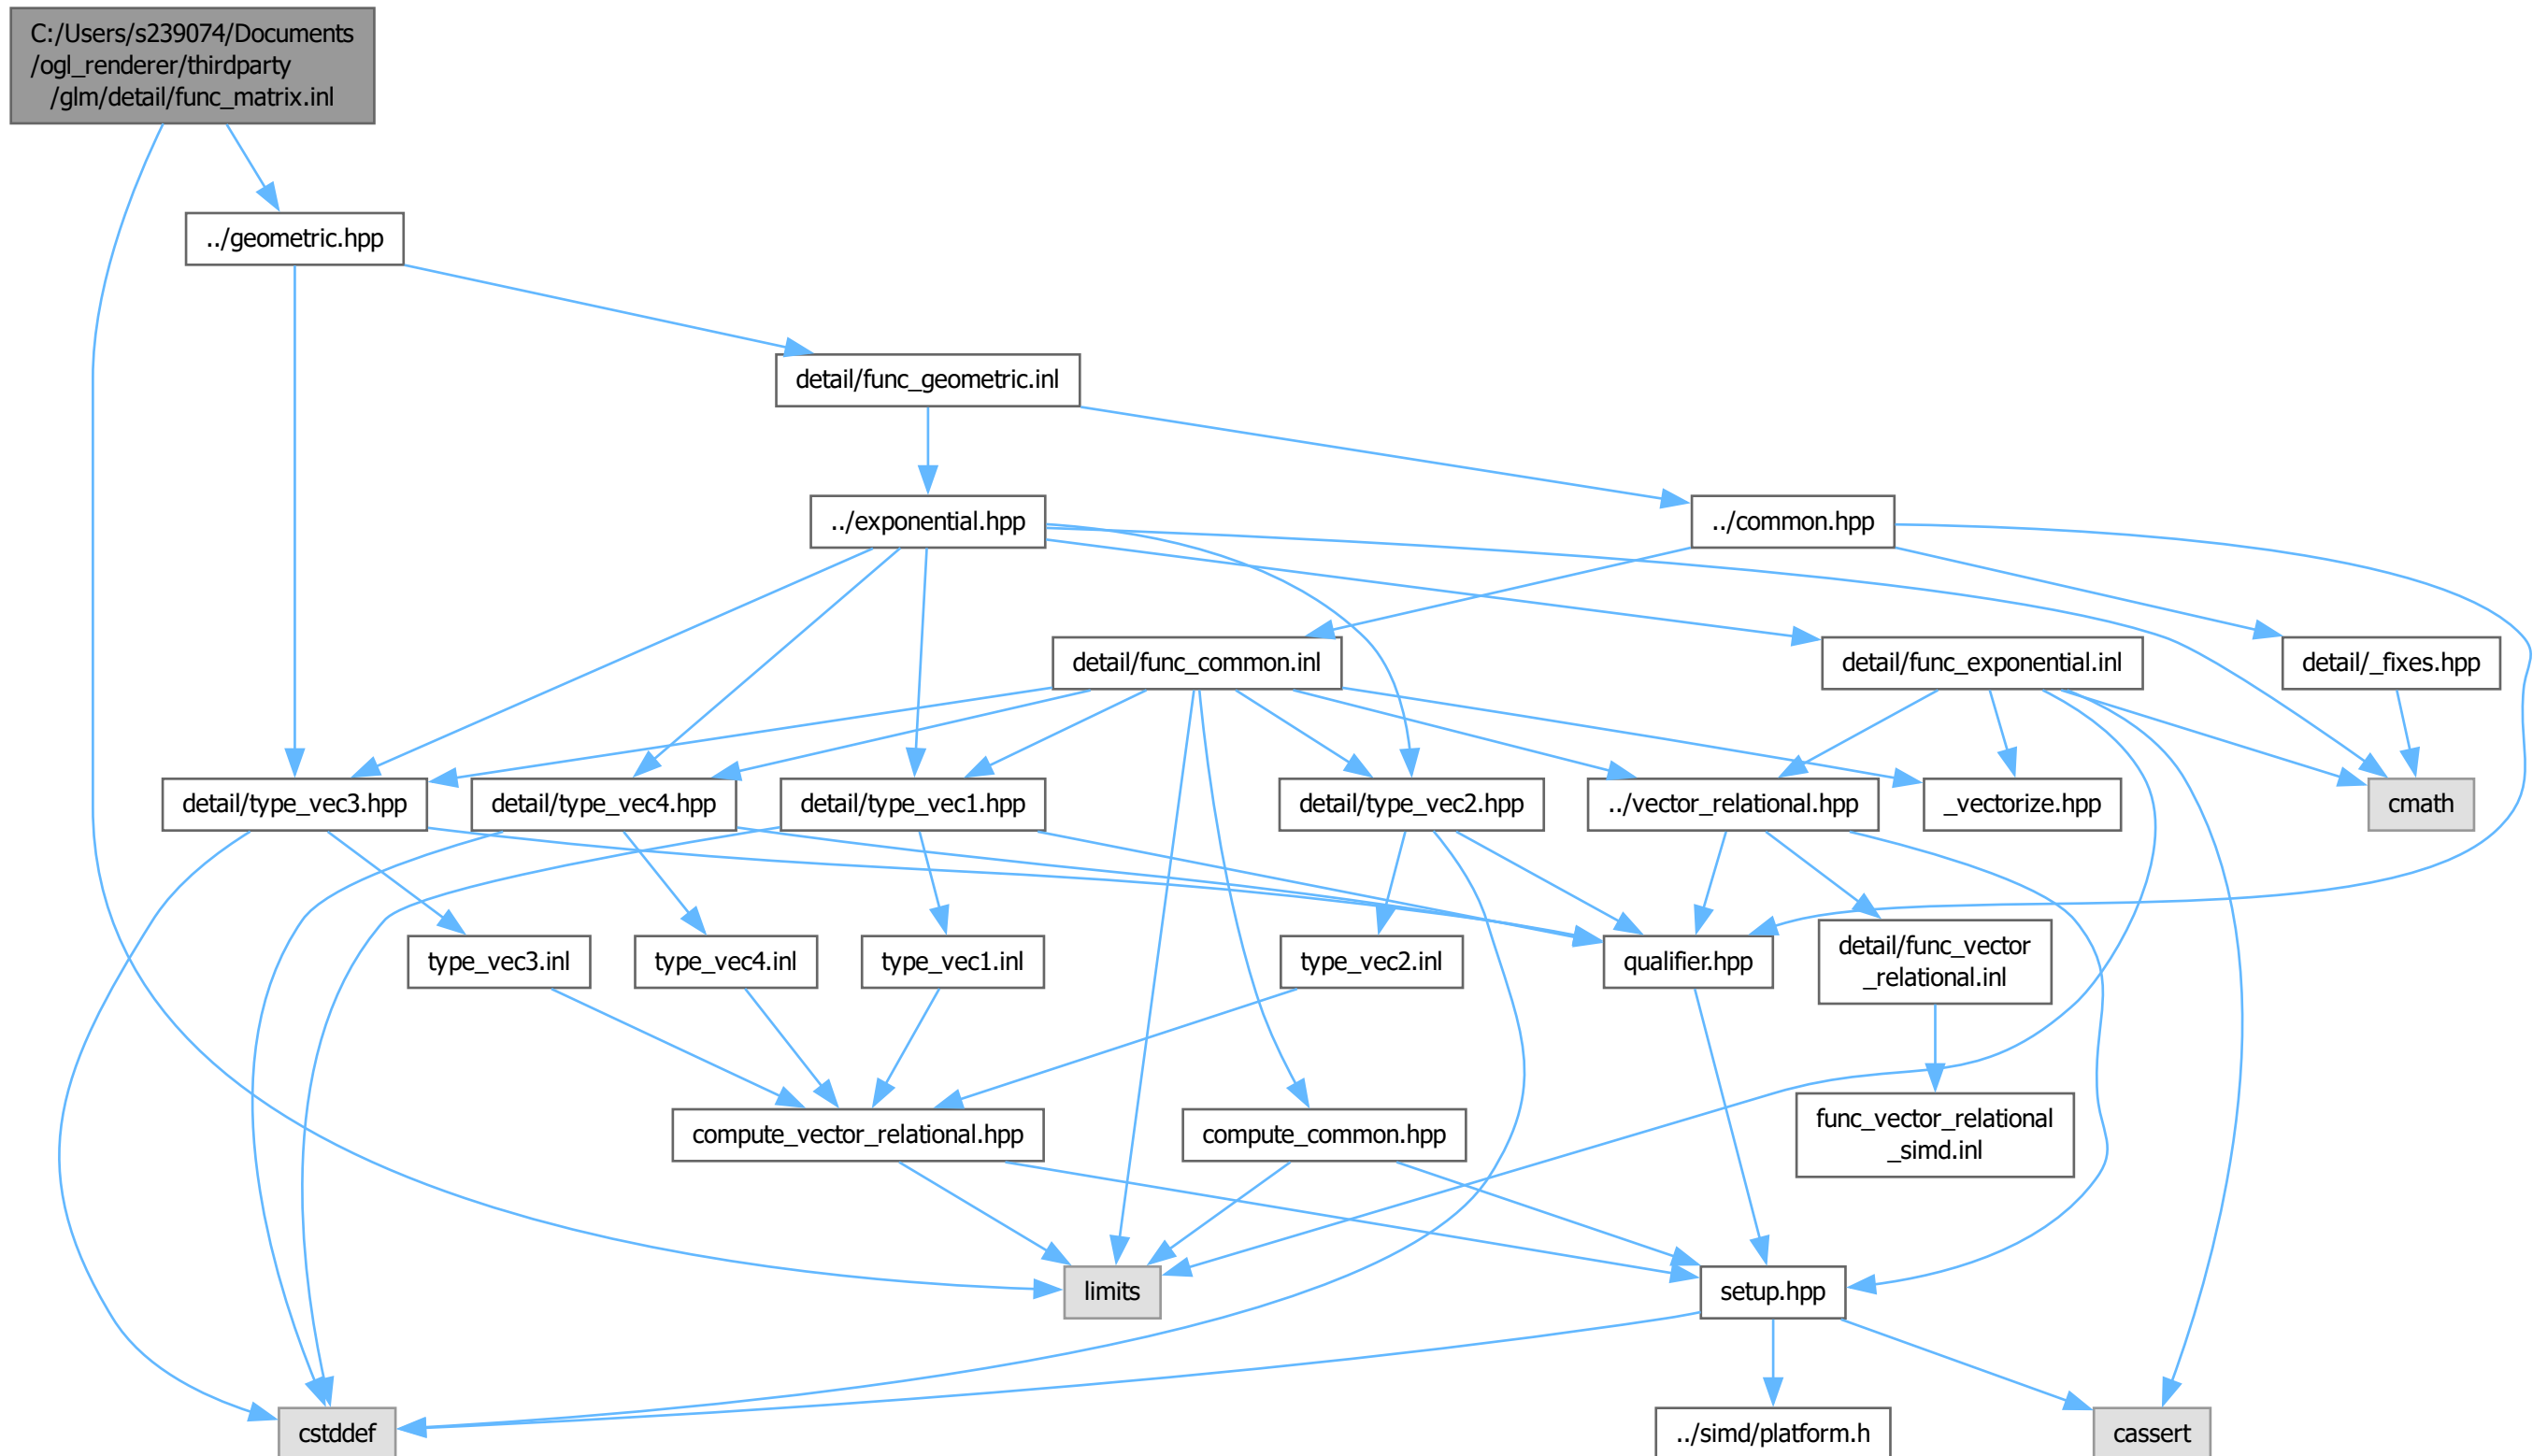 C:/Users/s239074/Documents
/ogl_renderer/thirdparty
/glm/detail/func_matrix.inl
../geometric.hpp
detail/func_geometric.inl
../exponential.hpp
../common.hpp
detail/func_common.inl
detail/func_exponential.inl
detail/_fixes.hpp
detail/type_vec3.hpp
detail/type_vec4.hpp
detail/type_vec1.hpp
detail/type_vec2.hpp
../vector_relational.hpp
_vectorize.hpp
cmath
type_vec3.inl
type_vec4.inl
type_vec1.inl
type_vec2.inl
qualifier.hpp
detail/func_vector
_relational.inl
compute_vector_relational.hpp
compute_common.hpp
func_vector_relational
_simd.inl
limits
setup.hpp
cstddef
../simd/platform.h
cassert